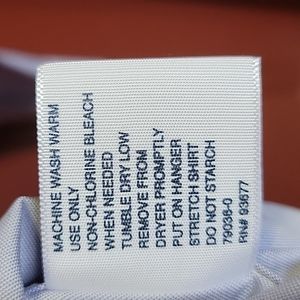 MACHINE WASH WARM
USE ONLY
NON-CHLORINE BLEACH
WHEN NEEDED
TUMBLE DRY LOW
REMOVE FROM
DRYER PROMPTLY
PUT ON HANGER
STRETCH SHIRT
DO NOT STARCH
79036-0
RN# 93677